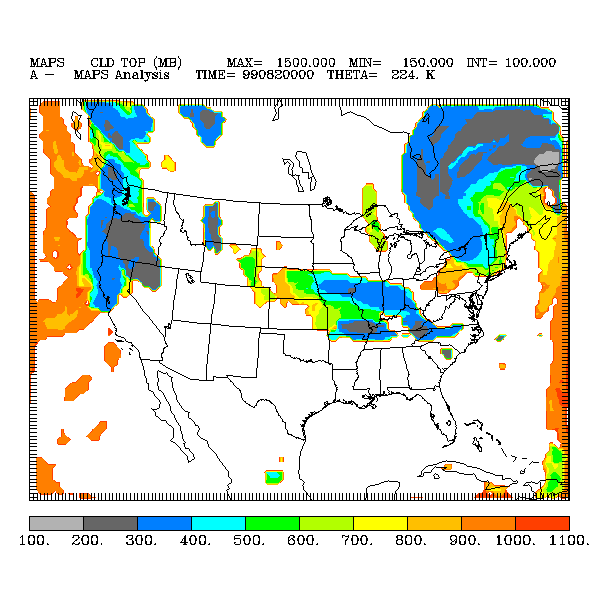 MAPS CLD TOP (MB) MAX= 1500.000 MIN= 150.000 INT= 100.000
A – MAPS Analysis TIME= 990820000 THETA= 224. K
100. 200. 300. 400. 500. 600. 700. 800. 900. 1000. 1100.